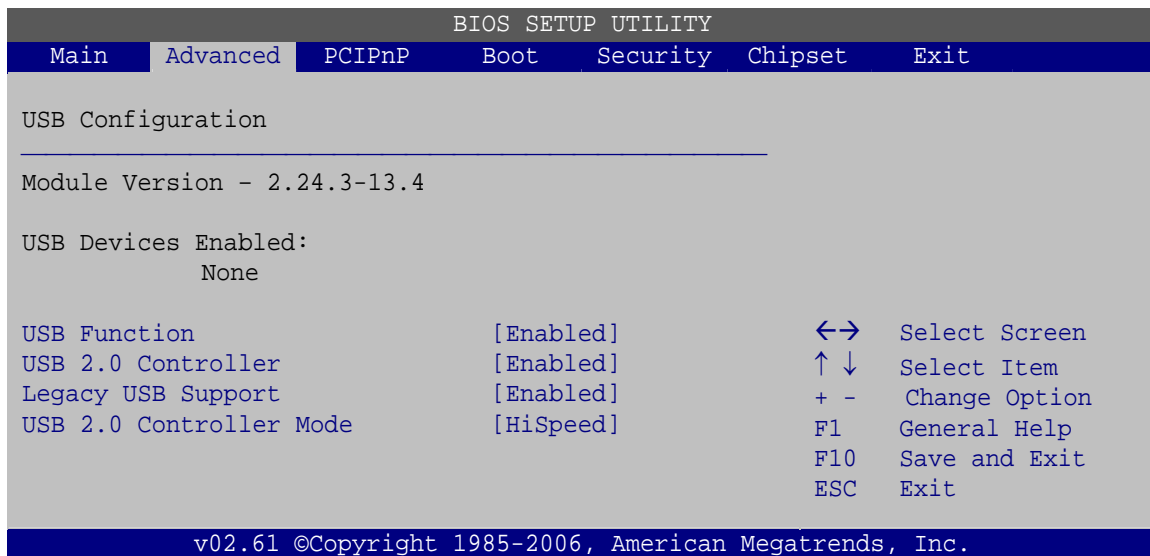 BIOS SETUP UTILITY
Main Advanced PCIPnP Boot Security Chipset Exit
USB Configuration
Module Version – 2.24.3-13.4
USB Devices Enabled:
None
USB Function [Enabled] ←→ Select Screen
USB 2.0 Controller [Enabled] ↑ ↓ Select Item
Legacy USB Support [Enabled] + - Change Option
USB 2.0 Controller Mode [HiSpeed] F1 General Help
F10 Save and Exit
ESC Exit
v02.61 ©Copyright 1985-2006, American Megatrends, Inc.